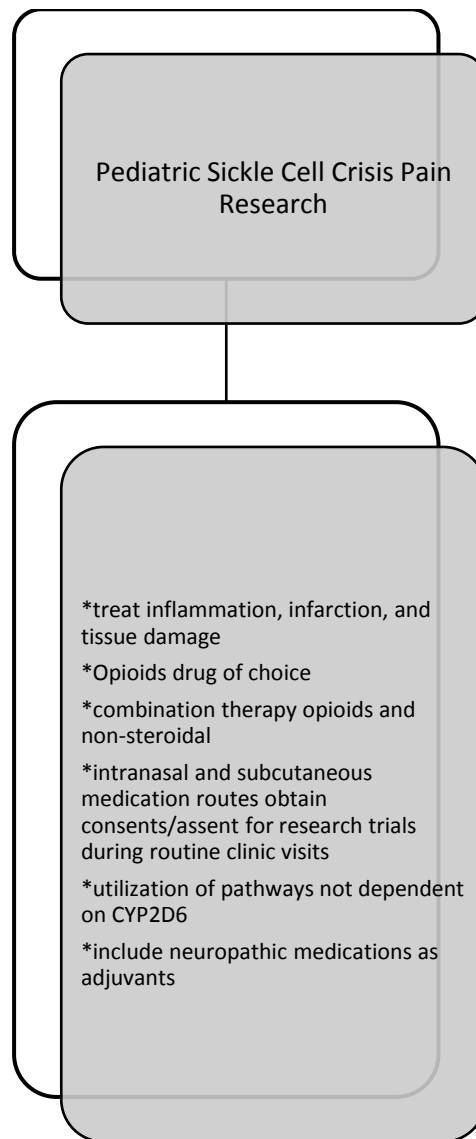 Pediatric Sickle Cell Crisis Pain
Research
*treat inflammation, infarction, and
tissue damage
*Opioids drug of choice
*combination therapy opioids and
non-steroidal
*intranasal and subcutaneous
medication routes obtain
consents/assent for research trials
during routine clinic visits
*utilization of pathways not dependent
on CYP2D6
*include neuropathic medications as
adjuvants